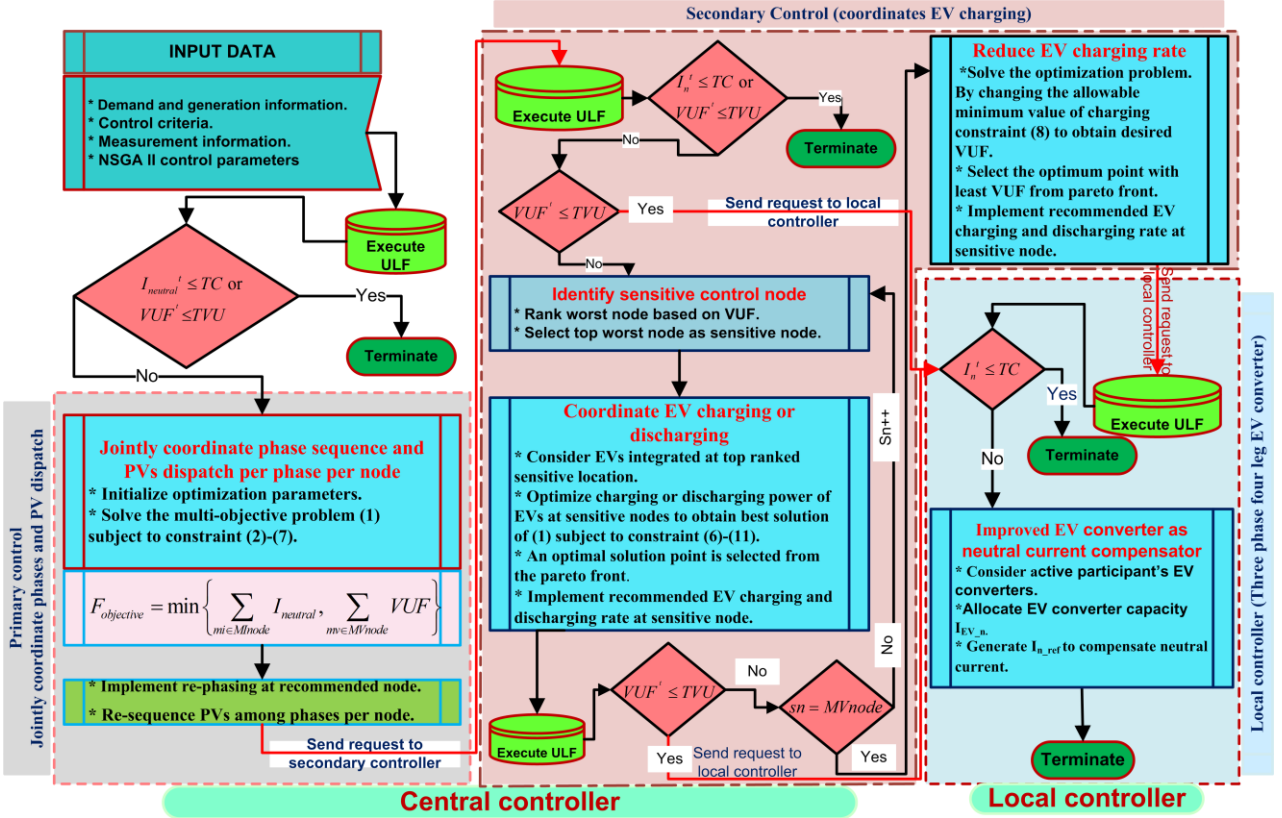 Secondary Control (coordinates EV charging)
INPUT DATA
* Demand and generation information.
* Control criteria.
* Measurement information.
* NSGA II control parameters
Execute
ULF
I_neutral^t ≤ TC or
VUF^t ≤TVU
Yes
Terminate
No
Primary control
Jointly coordinate phases and PV dispatch
Jointly coordinate phase sequence and
PVs dispatch per phase per node
* Initialize optimization parameters.
* Solve the multi-objective problem (1)
subject to constraint (2)-(7).
F_objective = min{ ∑_{mi∈MInode} I_neutral, ∑_{mv∈MVnode} VUF }
* Implement re-phasing at recommended node.
* Re-sequence PVs among phases per node.
Send request to
secondary controller
Execute ULF
I_n^t ≤ TC or
VUF^t ≤TVU
Yes
Terminate
No
VUF^t ≤ TVU
Yes
Send request to local
controller
No
Identify sensitive control node
* Rank worst node based on VUF.
* Select top worst node as sensitive node.
Coordinate EV charging or
discharging
* Consider EVs integrated at top ranked
sensitive location.
* Optimize charging or discharging power of
EVs at sensitive nodes to obtain best solution
of (1) subject to constraint (6)-(11).
* An optimal solution point is selected from
the pareto front.
* Implement recommended EV charging and
discharging rate at sensitive node.
Sn++
No
Execute ULF
VUF^t ≤ TVU
No
sn = MVnode
Yes
Yes
Send request to
local controller
Reduce EV charging rate
*Solve the optimization problem.
By changing the allowable
minimum value of charging
constraint (8) to obtain desired
VUF.
* Select the optimum point with
least VUF from pareto front.
* Implement recommended EV
charging and discharging rate at
sensitive node.
Send request to
local controller
I_n^t ≤ TC
Yes
Execute ULF
Terminate
No
Improved EV converter as
neutral current compensator
* Consider active participant's EV
converters.
*Allocate EV converter capacity
I_EV_n.
* Generate I_n_ref to compensate neutral
current.
Terminate
Local controller (Three phase four leg EV converter)
Central controller
Local controller